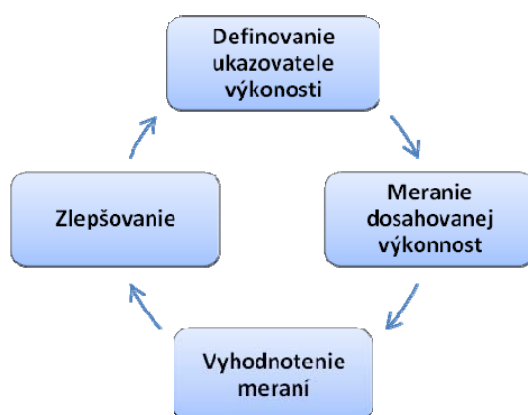 Definovanie
ukazovatele
výkonosti
Meranie
dosahovanej
výkonnost
Vyhodnotenie
meraní
Zlepšovanie